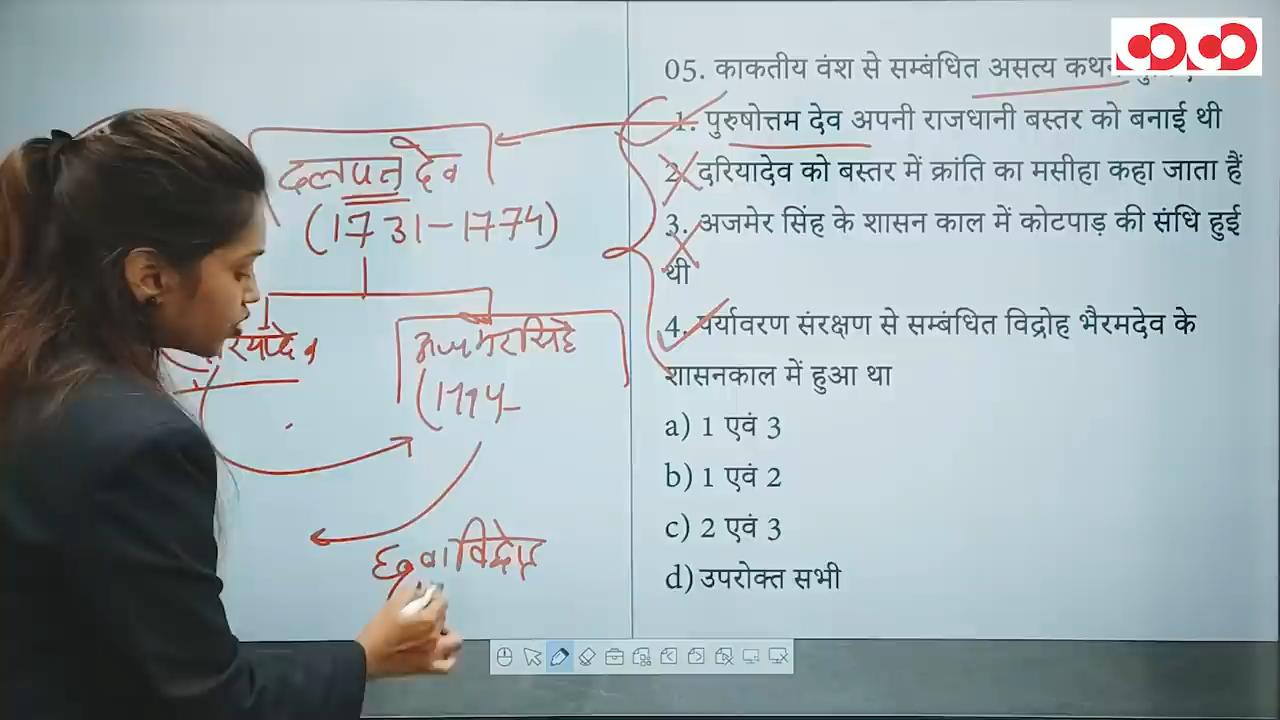 05. काकतीय वंश से सम्बंधित असत्य
1. पुरुषोत्तम देव अपनी राजधानी बस्तर को बनाई थी
2. दरियादेव को बस्तर में क्रांति का मसीहा कहा जाता हैं
3. अजमेर सिंह के शासन काल में कोटपाड़ की संधि हुई
थी
4. पर्यावरण संरक्षण से सम्बंधित विद्रोह भैरमदेव के
शासनकाल में हुआ था
a) 1 एवं 3
b) 1 एवं 2
c) 2 एवं 3
d) उपरोक्त सभी
दलपत देव
(1731-1774)
अजमेरसिंह
(1774-